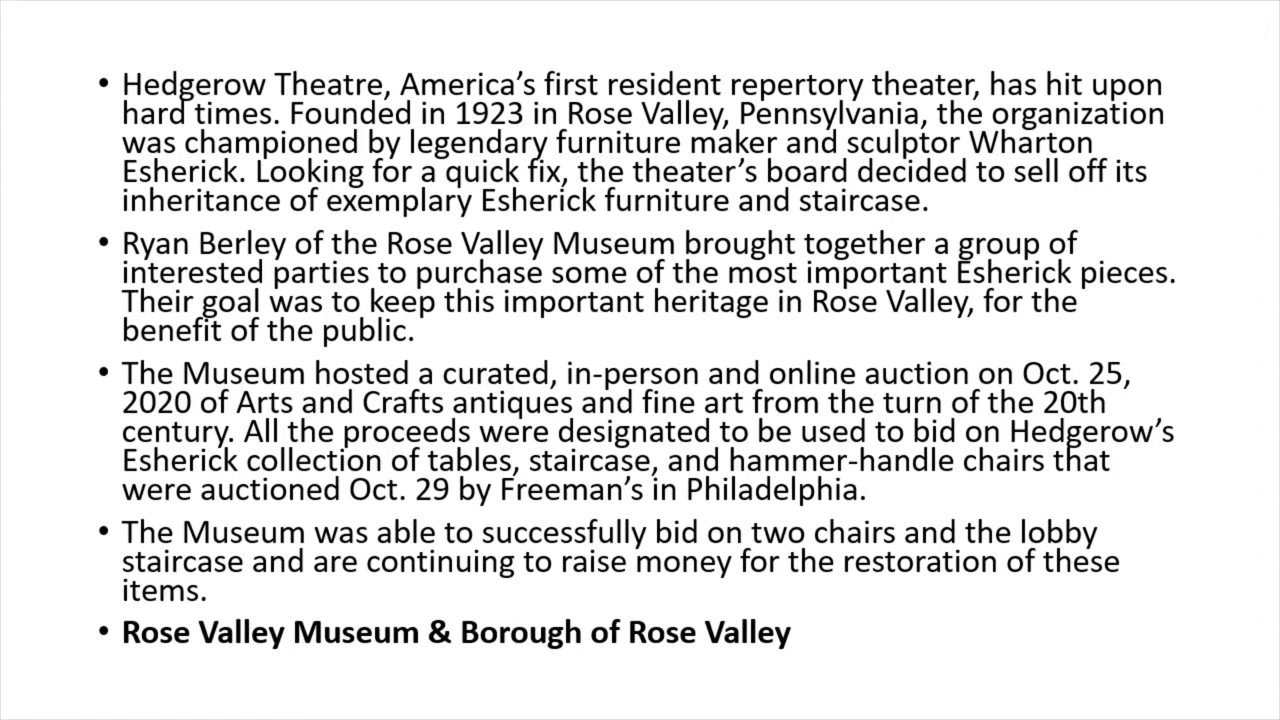 • Hedgerow Theatre, America’s first resident repertory theater, has hit upon
hard times. Founded in 1923 in Rose Valley, Pennsylvania, the organization
was championed by legendary furniture maker and sculptor Wharton
Esherick. Looking for a quick fix, the theater’s board decided to sell off its
inheritance of exemplary Esherick furniture and staircase.
• Ryan Berley of the Rose Valley Museum brought together a group of
interested parties to purchase some of the most important Esherick pieces.
Their goal was to keep this important heritage in Rose Valley, for the
benefit of the public.
• The Museum hosted a curated, in-person and online auction on Oct. 25,
2020 of Arts and Crafts antiques and fine art from the turn of the 20th
century. All the proceeds were designated to be used to bid on Hedgerow’s
Esherick collection of tables, staircase, and hammer-handle chairs that
were auctioned Oct. 29 by Freeman’s in Philadelphia.
• The Museum was able to successfully bid on two chairs and the lobby
staircase and are continuing to raise money for the restoration of these
items.
• Rose Valley Museum & Borough of Rose Valley